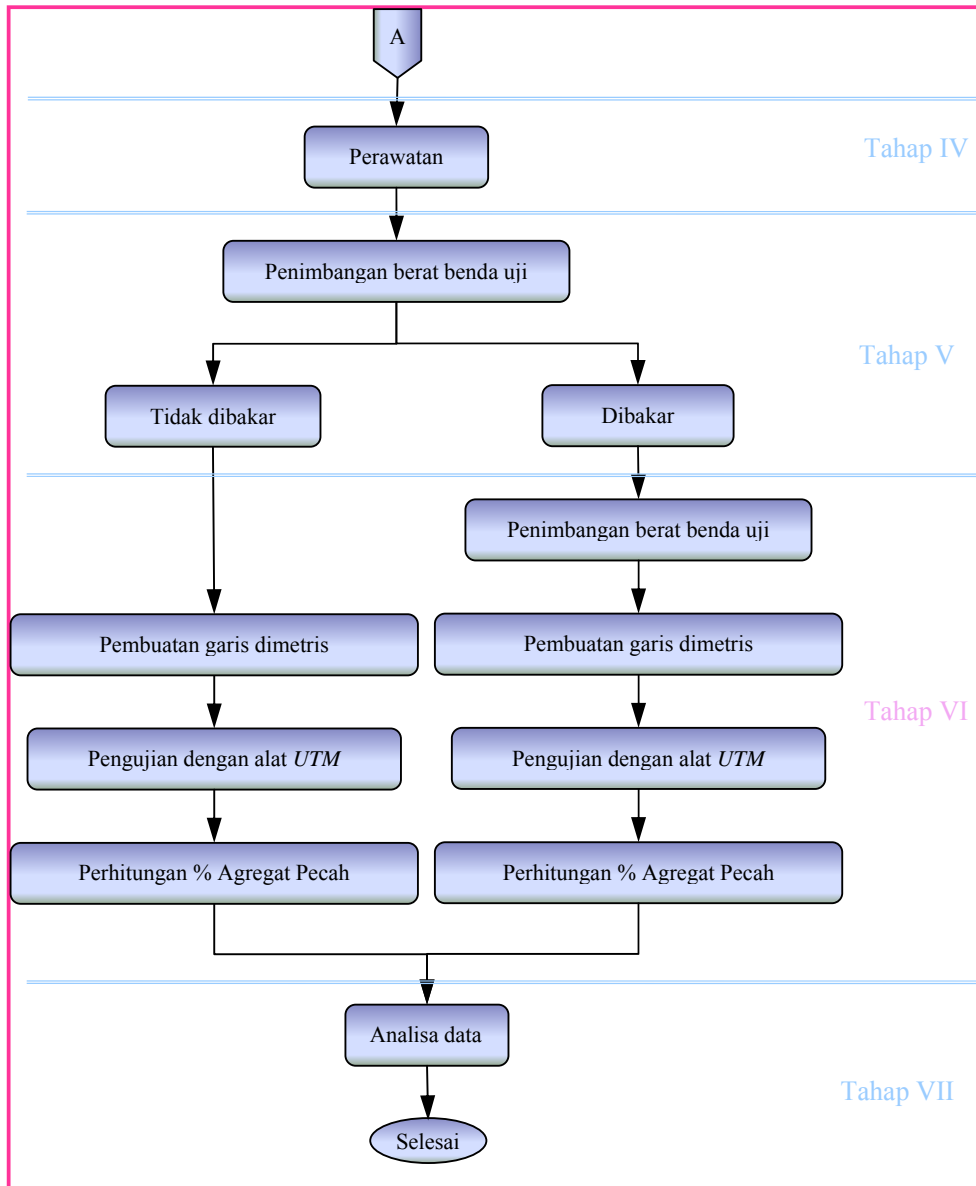 A
Perawatan
Tahap IV
Penimbangan berat benda uji
Tahap V
Tidak dibakar
Dibakar
Penimbangan berat benda uji
Pembuatan garis dimetris
Pembuatan garis dimetris
Tahap VI
Pengujian dengan alat UTM
Pengujian dengan alat UTM
Perhitungan % Agregat Pecah
Perhitungan % Agregat Pecah
Analisa data
Tahap VII
Selesai